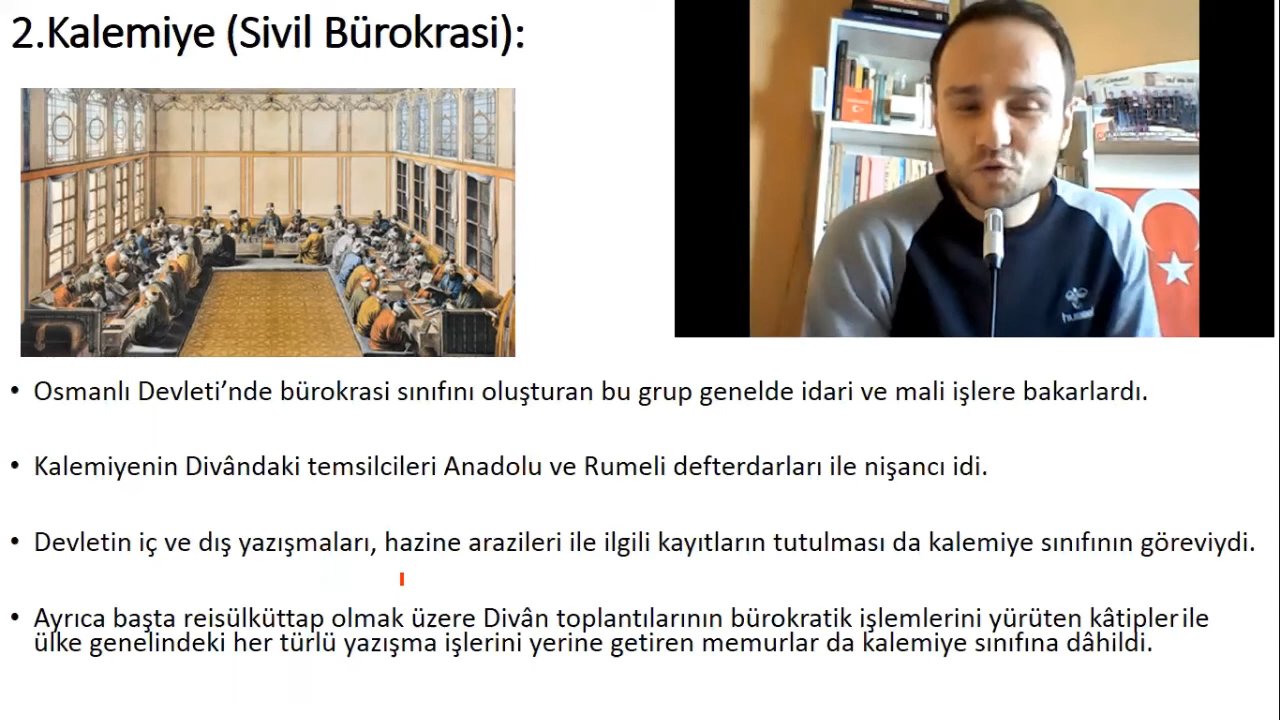 2.Kalemiye (Sivil Bürokrasi):
• Osmanlı Devleti’nde bürokrasi sınıfını oluşturan bu grup genelde idari ve mali işlere bakarlardı.
• Kalemiyenin Divândaki temsilcileri Anadolu ve Rumeli defterdarları ile nişancı idi.
• Devletin iç ve dış yazışmaları, hazine arazileri ile ilgili kayıtların tutulması da kalemiye sınıfının göreviydi.
• Ayrıca başta reisülküttap olmak üzere Divân toplantılarının bürokratik işlemlerini yürüten kâtipler ile
ülke genelindeki her türlü yazışma işlerini yerine getiren memurlar da kalemiye sınıfına dâhildi.